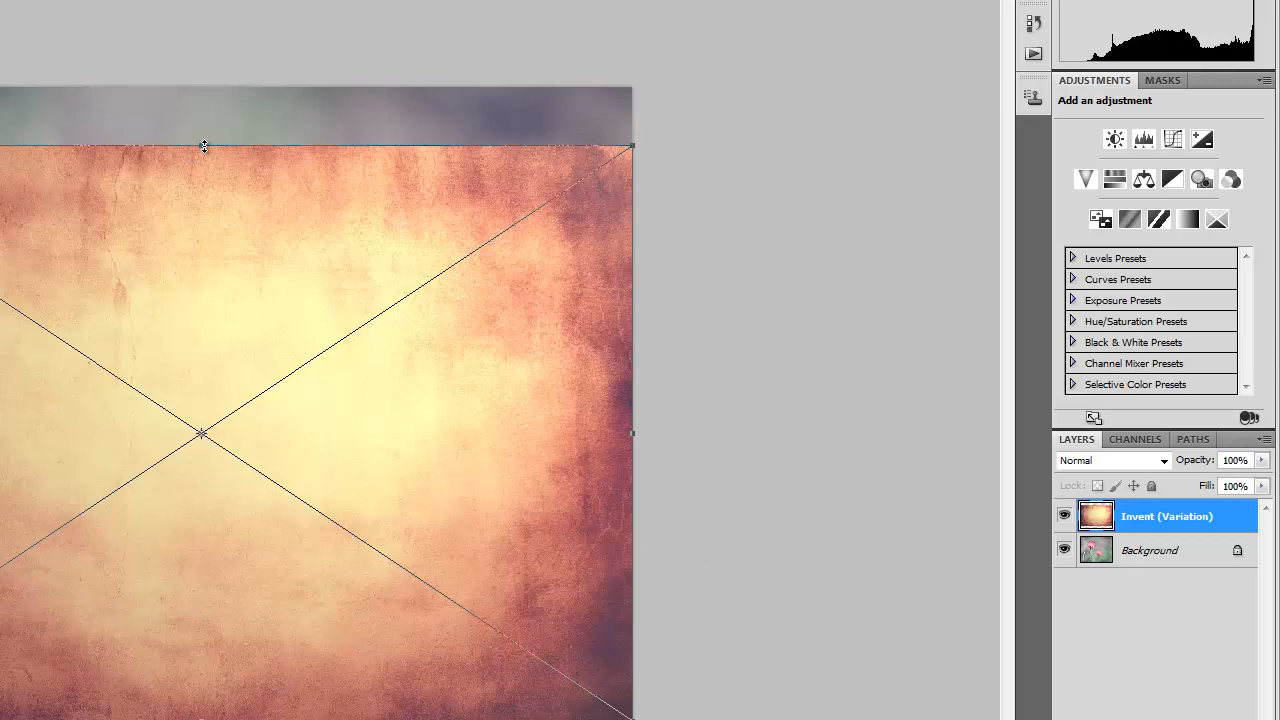 ADJUSTMENTS MASKS
Add an adjustment
Levels Presets
Curves Presets
Exposure Presets
Hue/Saturation Presets
Black & White Presets
Channel Mixer Presets
Selective Color Presets
LAYERS CHANNELS PATHS
Normal Opacity: 100%
Lock: Fill: 100%
Invent (Variation)
Background